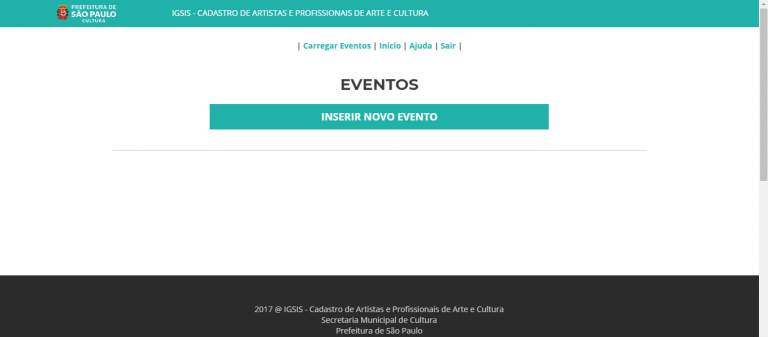 PREFEITURA DE
SÃO PAULO
CULTURA
IGSIS - CADASTRO DE ARTISTAS E PROFISSIONAIS DE ARTE E CULTURA
| Carregar Eventos | Início | Ajuda | Sair |
EVENTOS
INSERIR NOVO EVENTO
2017 @ IGSIS - Cadastro de Artistas e Profissionais de Arte e Cultura
Secretaria Municipal de Cultura
Prefeitura de São Paulo